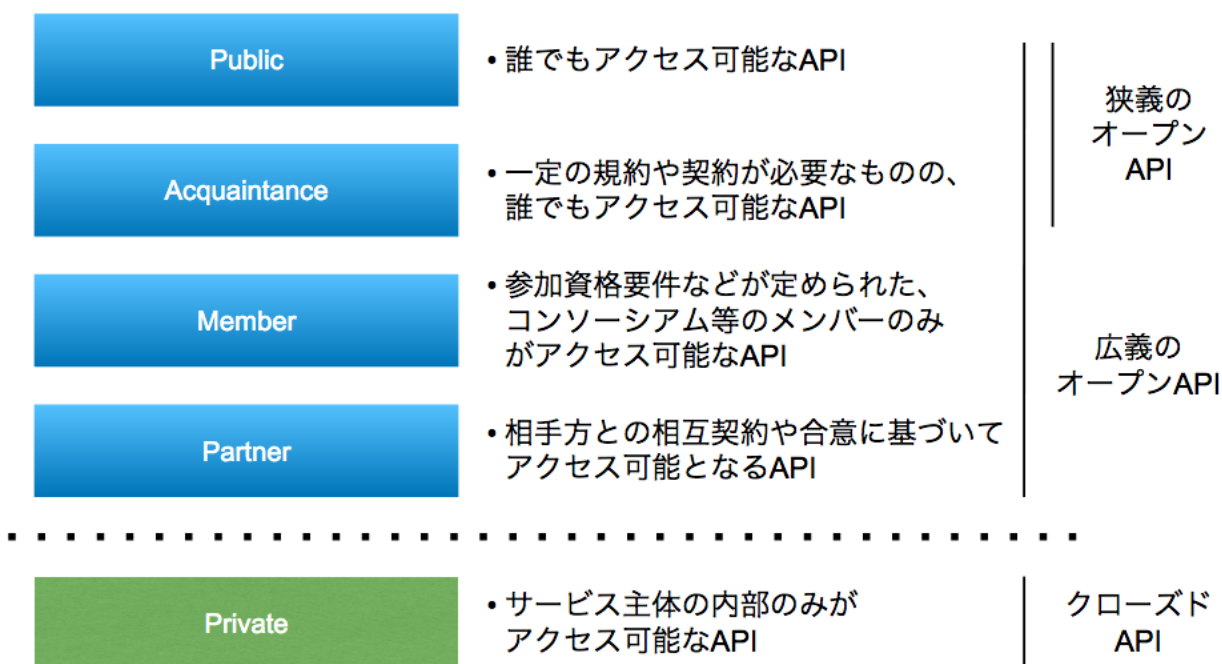 Public
• 誰でもアクセス可能なAPI
狭義の
オープン
API
Acquaintance
• 一定の規約や契約が必要なものの、
誰でもアクセス可能なAPI
Member
• 参加資格要件などが定められた、
コンソーシアム等のメンバーのみ
がアクセス可能なAPI
広義の
オープンAPI
Partner
• 相手方との相互契約や合意に基づいて
アクセス可能となるAPI
Private
• サービス主体の内部のみが
アクセス可能なAPI
クローズド
API